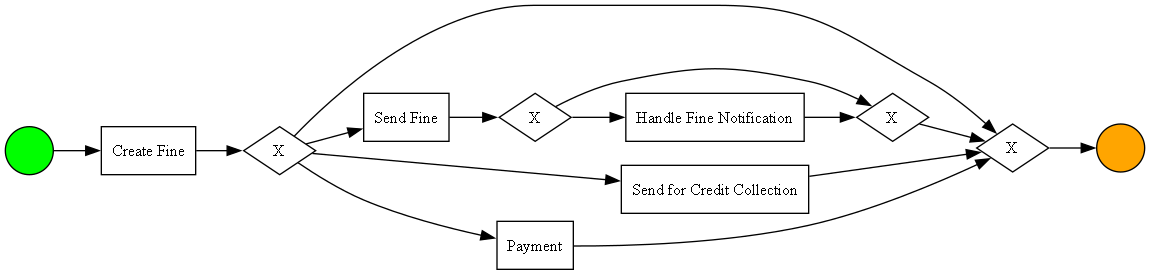 Create Fine
X
Send Fine
X
Handle Fine Notification
X
Send for Credit Collection
Payment
X